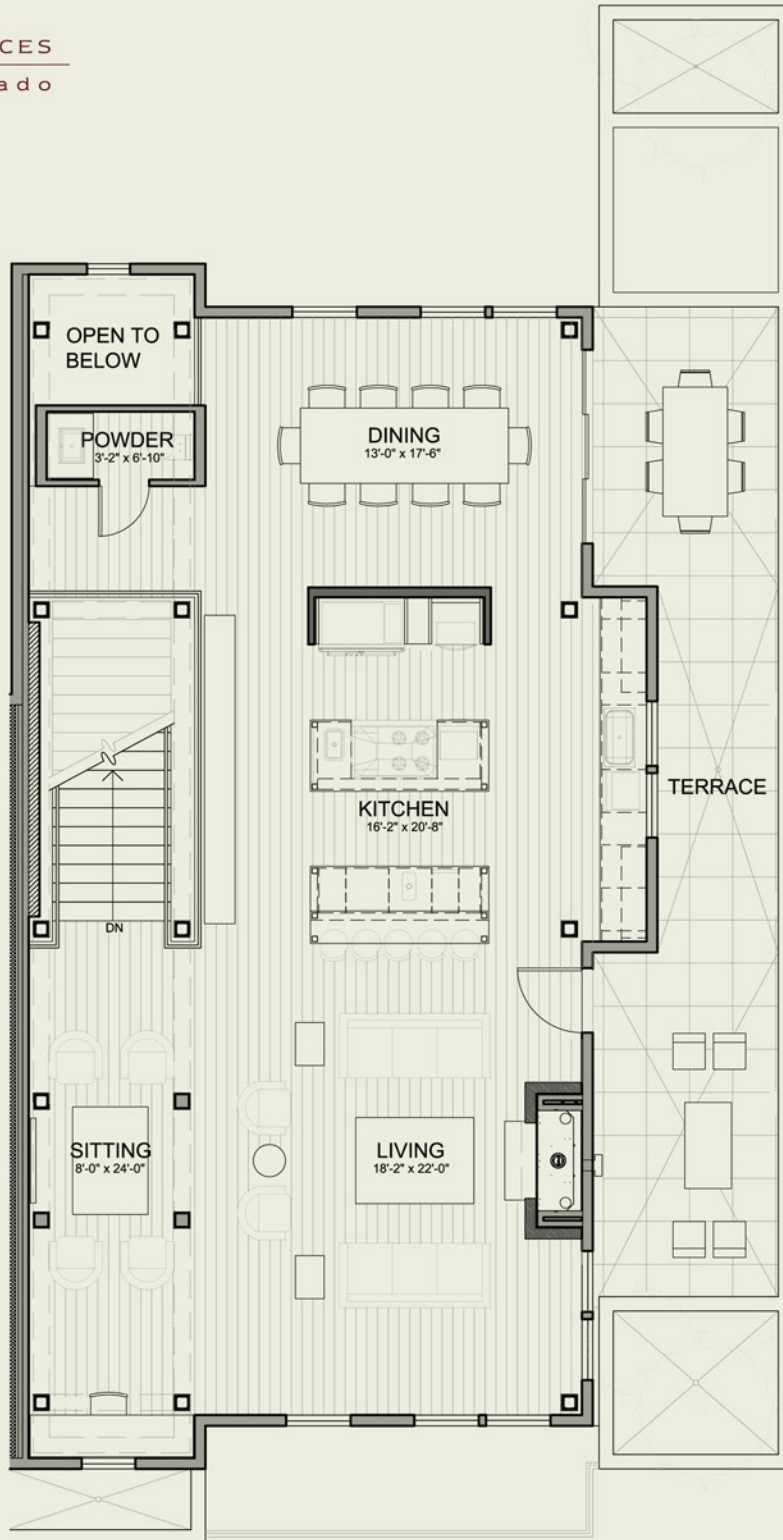 CES
ado
OPEN TO
BELOW
POWDER
3'-2" x 6'-10"
DINING
13'-0" x 17'-6"
KITCHEN
16'-2" x 20'-8"
TERRACE
DN
SITTING
8'-0" x 24'-0"
LIVING
18'-2" x 22'-0"